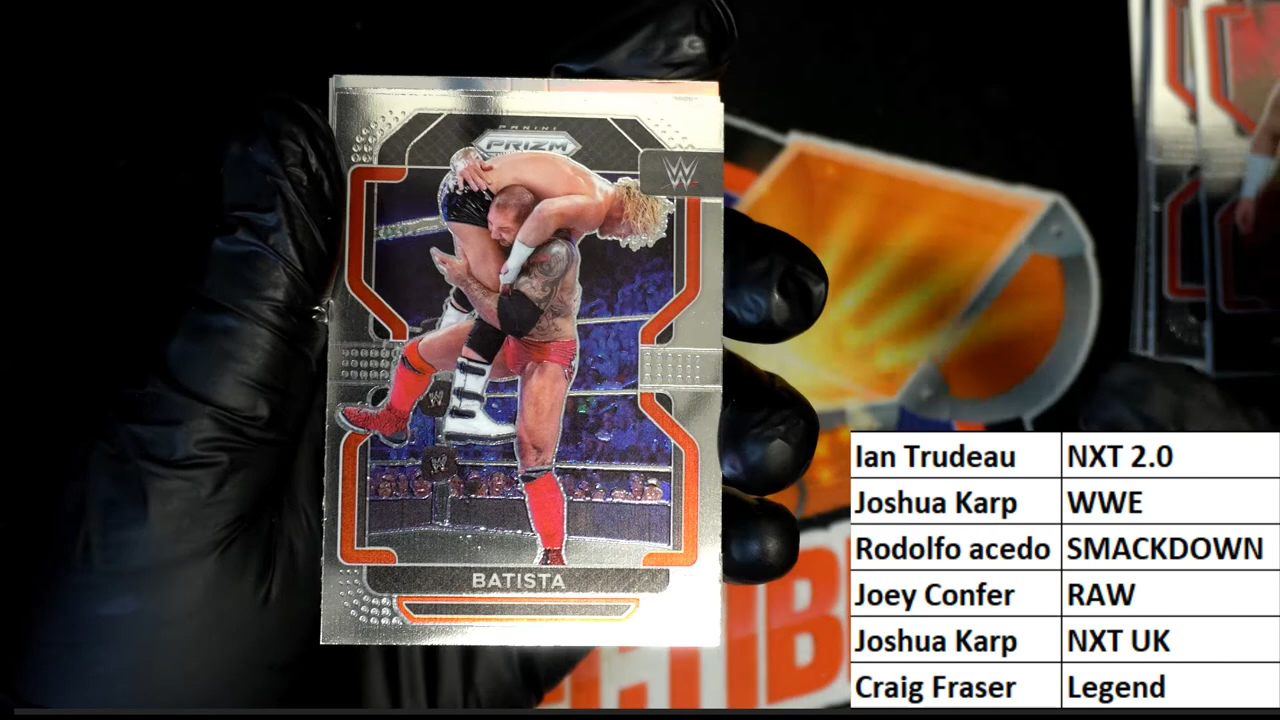 PANINI
PRIZM
W
W
W
BATISTA
Ian Trudeau NXT 2.0
Joshua Karp WWE
Rodolfo acedo SMACKDOWN
Joey Confer RAW
Joshua Karp NXT UK
Craig Fraser Legend